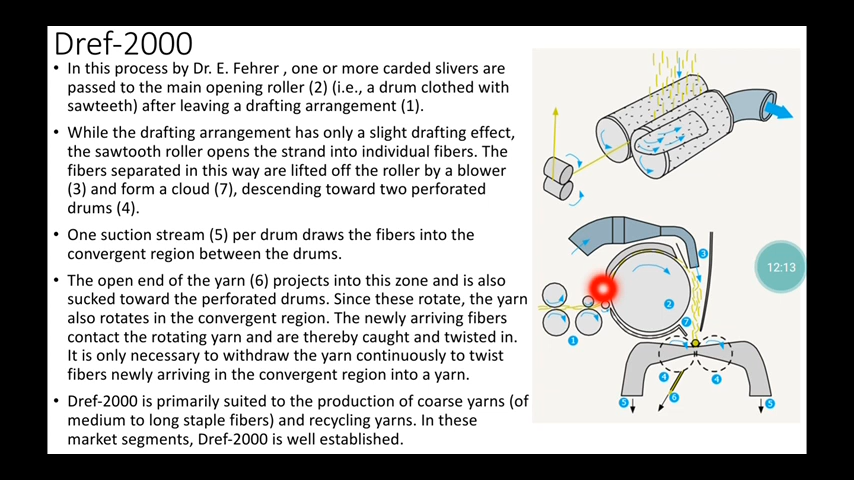 Dref-2000
• In this process by Dr. E. Fehrer , one or more carded slivers are
passed to the main opening roller (2) (i.e., a drum clothed with
sawteeth) after leaving a drafting arrangement (1).
• While the drafting arrangement has only a slight drafting effect,
the sawtooth roller opens the strand into individual fibers. The
fibers separated in this way are lifted off the roller by a blower
(3) and form a cloud (7), descending toward two perforated
drums (4).
• One suction stream (5) per drum draws the fibers into the
convergent region between the drums.
• The open end of the yarn (6) projects into this zone and is also
sucked toward the perforated drums. Since these rotate, the yarn
also rotates in the convergent region. The newly arriving fibers
contact the rotating yarn and are thereby caught and twisted in.
It is only necessary to withdraw the yarn continuously to twist
fibers newly arriving in the convergent region into a yarn.
• Dref-2000 is primarily suited to the production of coarse yarns (of
medium to long staple fibers) and recycling yarns. In these
market segments, Dref-2000 is well established.
3
12:13
2
7
1
4
4
6
5
5